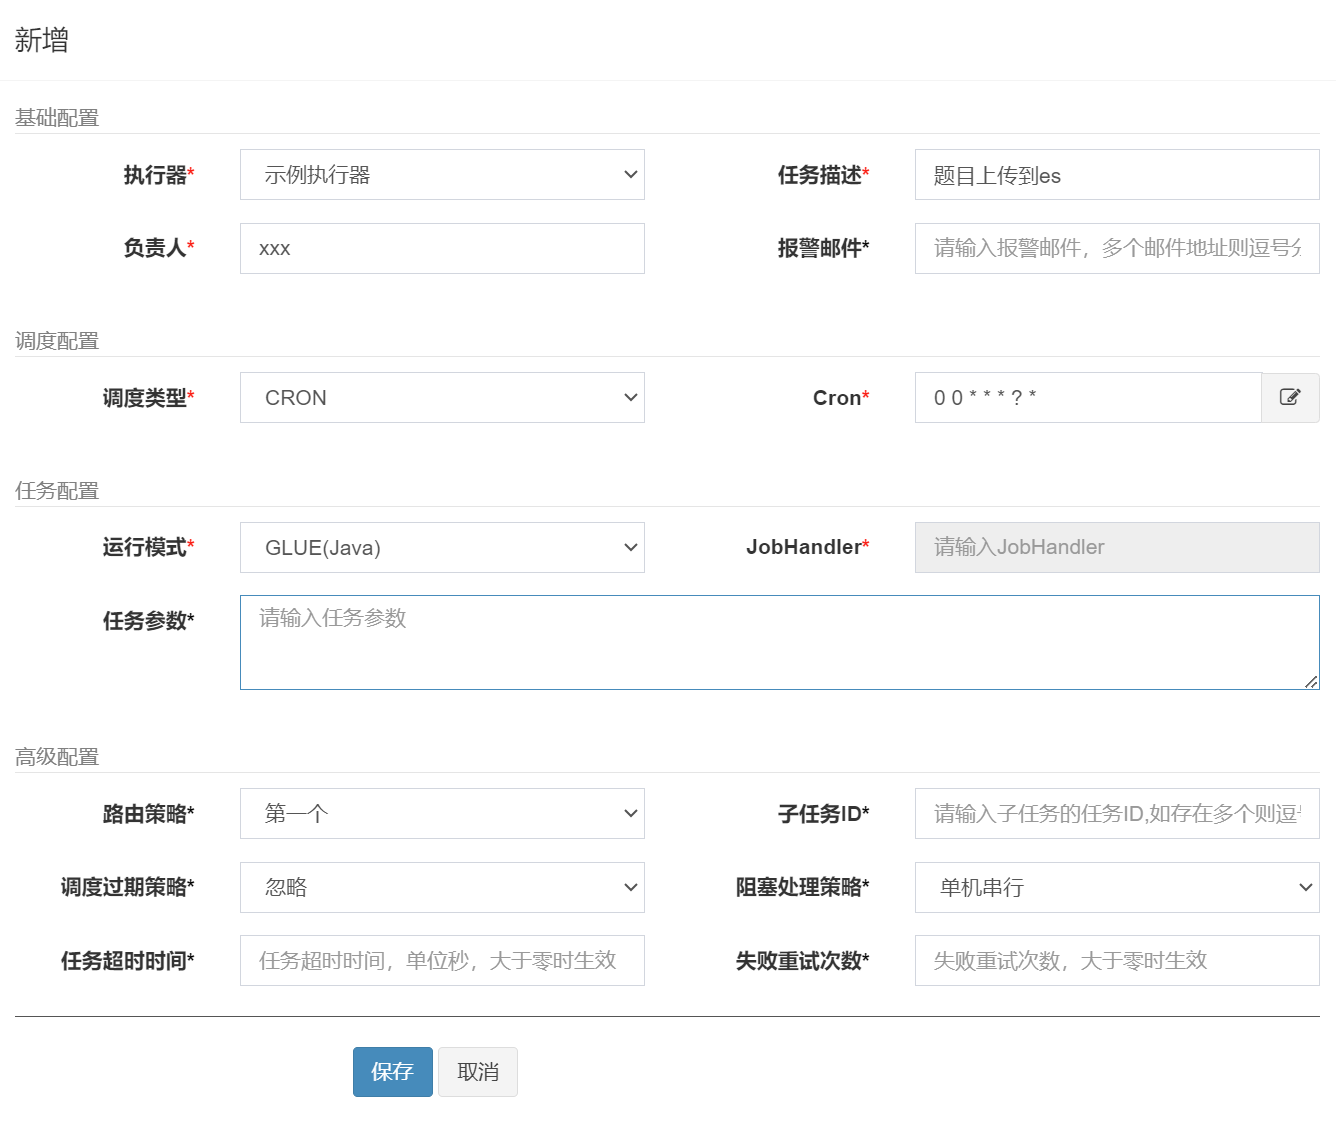 新增
基础配置
执行器* 示例执行器 任务描述* 题目上传到es
负责人* xxx 报警邮件* 请输入报警邮件，多个邮件地址则逗号分
调度配置
调度类型* CRON Cron* 0 0 * * * ? *
任务配置
运行模式* GLUE(Java) JobHandler* 请输入JobHandler
任务参数* 请输入任务参数
高级配置
路由策略* 第一个 子任务ID* 请输入子任务的任务ID,如存在多个则逗号
调度过期策略* 忽略 阻塞处理策略* 单机串行
任务超时时间* 任务超时时间，单位秒，大于零时生效 失败重试次数* 失败重试次数，大于零时生效
保存 取消